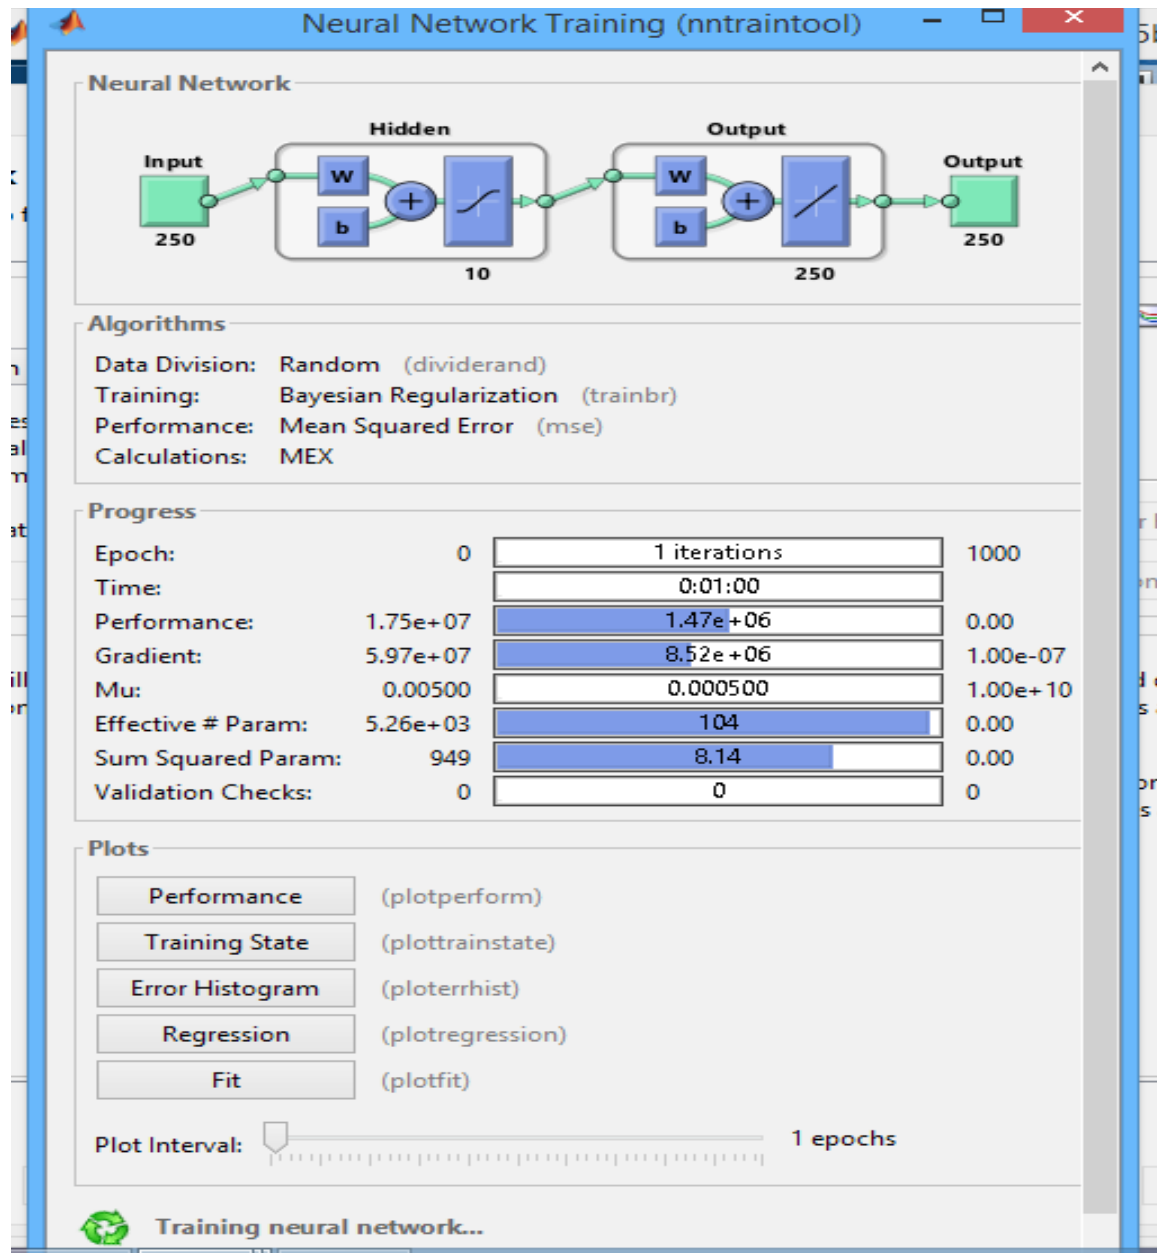 Neural Network Training (nntraintool)
Neural Network
Hidden
Output
Input
Output
W
b
W
b
250
10
250
250
Algorithms
Data Division: Random (dividerand)
Training: Bayesian Regularization (trainbr)
Performance: Mean Squared Error (mse)
Calculations: MEX
Progress
Epoch: 0 1 iterations 1000
Time: 0:01:00
Performance: 1.75e+07 1.47e+06 0.00
Gradient: 5.97e+07 8.52e+06 1.00e-07
Mu: 0.00500 0.000500 1.00e+10
Effective # Param: 5.26e+03 104 0.00
Sum Squared Param: 949 8.14 0.00
Validation Checks: 0 0 0
Plots
Performance (plotperform)
Training State (plottrainstate)
Error Histogram (ploterrhist)
Regression (plotregression)
Fit (plotfit)
Plot Interval: 1 epochs
Training neural network...